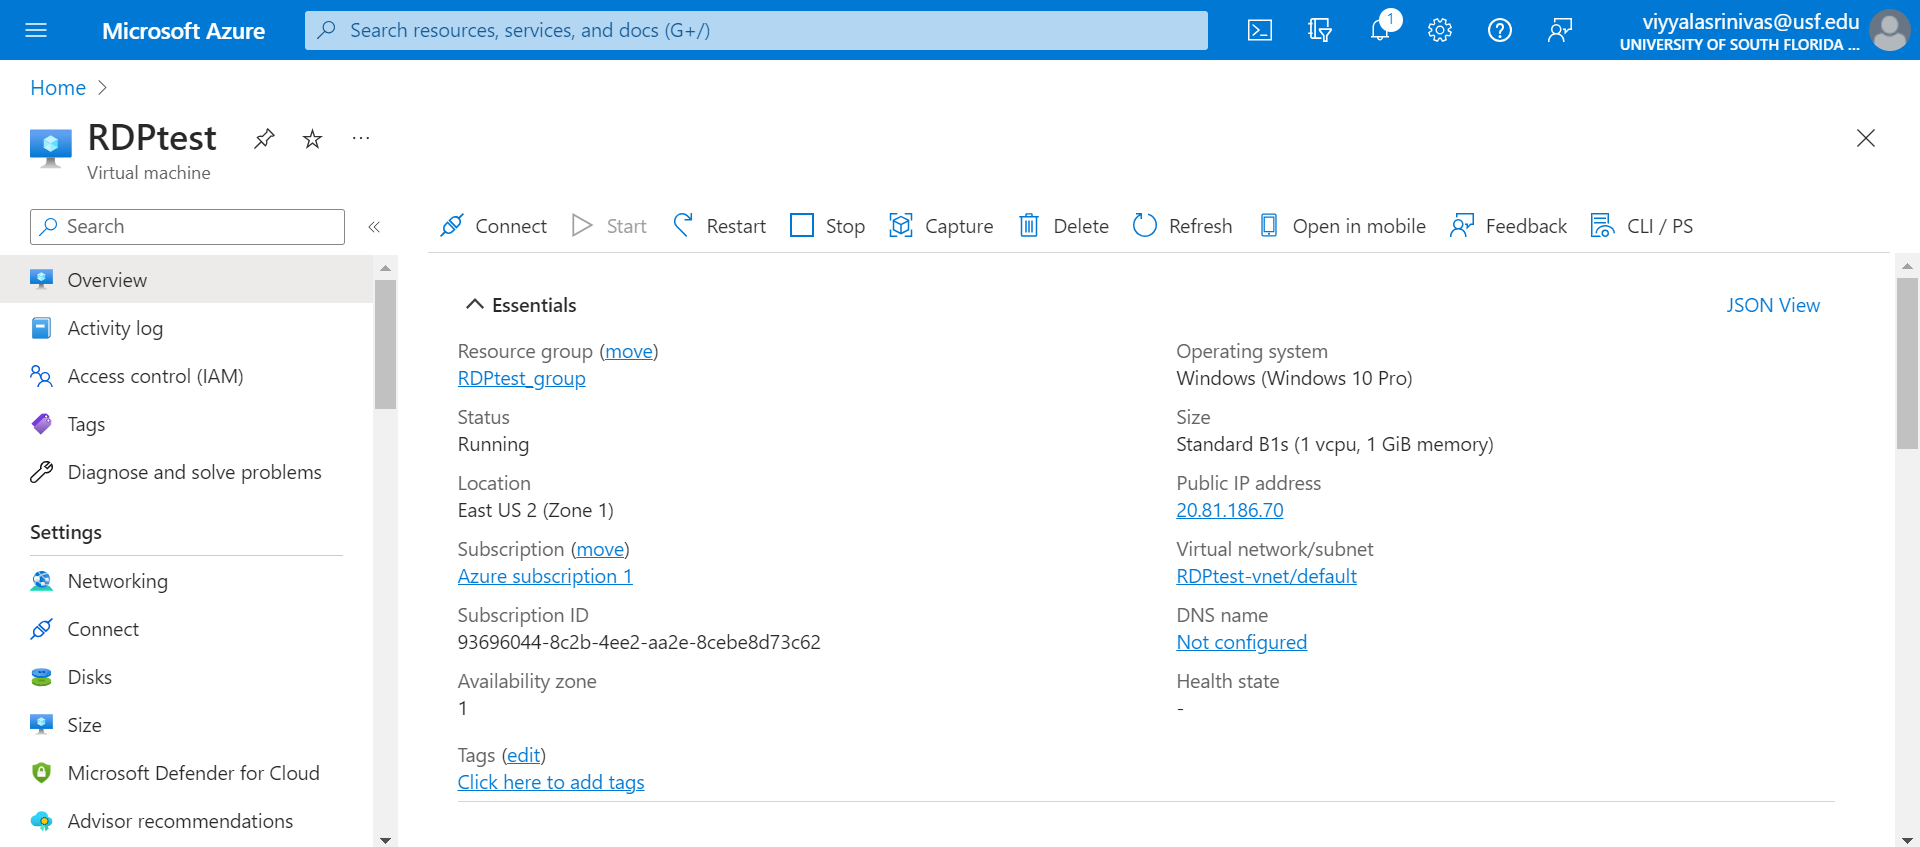 Microsoft Azure
Search resources, services, and docs (G+/)
1
viyyalasrinivas@usf.edu
UNIVERSITY OF SOUTH FLORIDA ...
Home
RDPtest
...
Virtual machine
Search
«
Connect
Start
Restart
Stop
Capture
Delete
Refresh
Open in mobile
Feedback
CLI / PS
Overview
Activity log
Access control (IAM)
Tags
Diagnose and solve problems
Settings
Networking
Connect
Disks
Size
Microsoft Defender for Cloud
Advisor recommendations
Essentials
JSON View
Resource group (move)
RDPtest_group
Status
Running
Location
East US 2 (Zone 1)
Subscription (move)
Azure subscription 1
Subscription ID
93696044-8c2b-4ee2-aa2e-8cebe8d73c62
Availability zone
1
Tags (edit)
Click here to add tags
Operating system
Windows (Windows 10 Pro)
Size
Standard B1s (1 vcpu, 1 GiB memory)
Public IP address
20.81.186.70
Virtual network/subnet
RDPtest-vnet/default
DNS name
Not configured
Health state
-